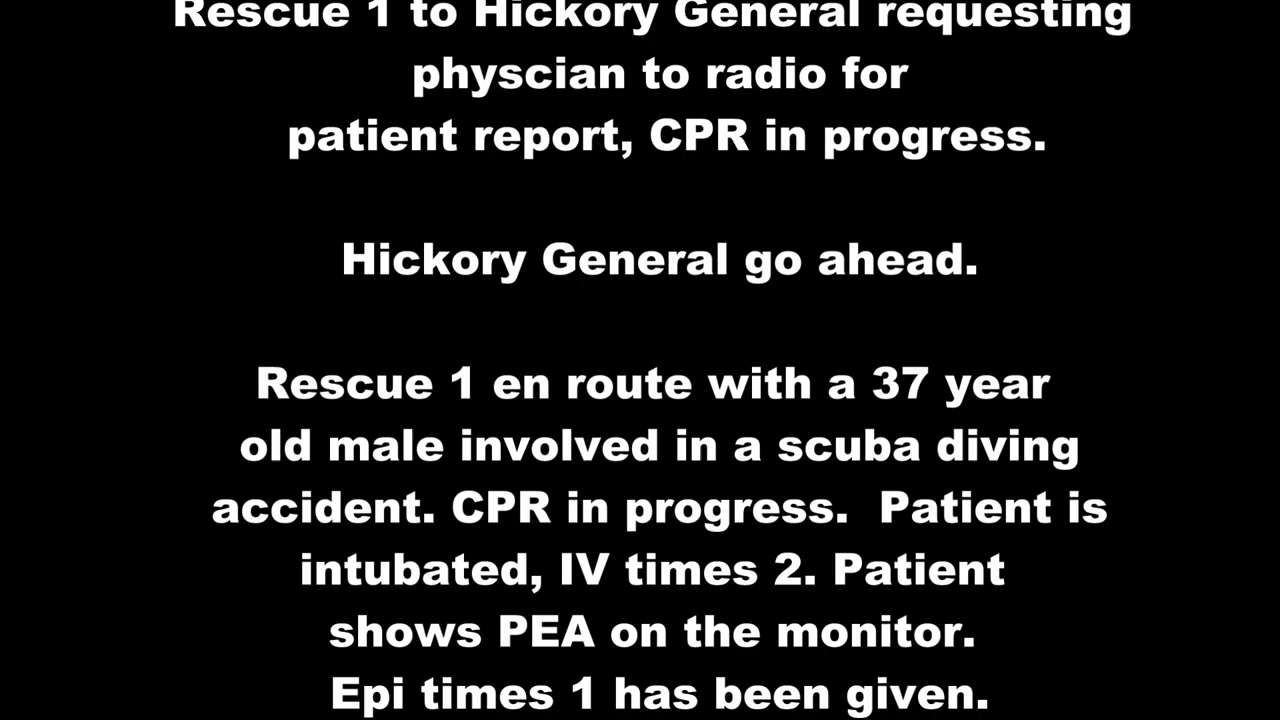 Rescue 1 to Hickory General requesting
physcian to radio for
patient report, CPR in progress.
Hickory General go ahead.
Rescue 1 en route with a 37 year
old male involved in a scuba diving
accident. CPR in progress.  Patient is
intubated, IV times 2. Patient
shows PEA on the monitor.
Epi times 1 has been given.